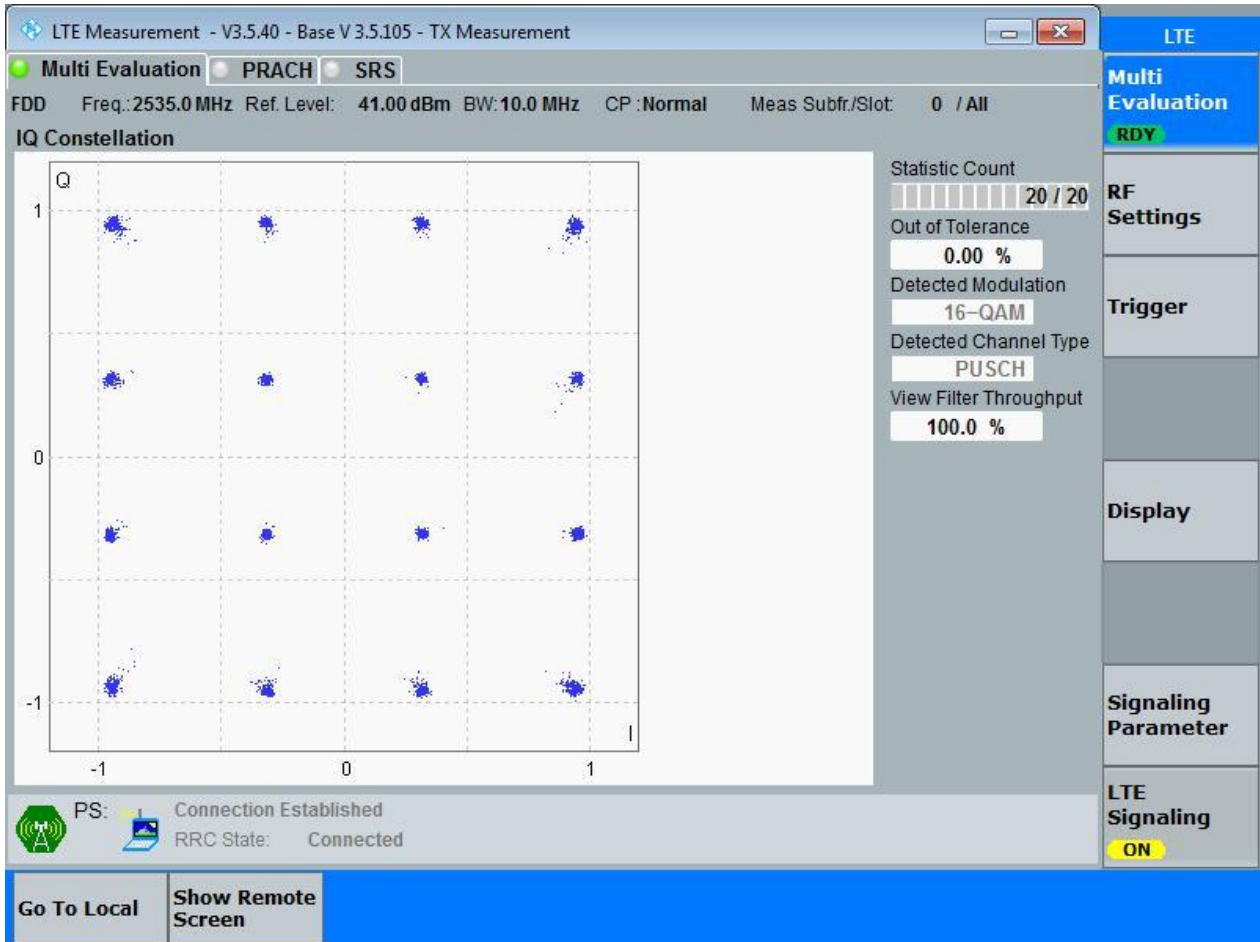 LTE Measurement - V3.5.40 - Base V 3.5.105 - TX Measurement
LTE
Multi Evaluation PRACH SRS
FDD Freq.: 2535.0 MHz Ref. Level: 41.00 dBm BW: 10.0 MHz CP : Normal Meas Subfr./Slot: 0 / All
IQ Constellation
Q
1
0
-1
I
-1 0 1
Statistic Count
20 / 20
Out of Tolerance
0.00 %
Detected Modulation
16-QAM
Detected Channel Type
PUSCH
View Filter Throughput
100.0 %
Multi
Evaluation
RDY
RF
Settings
Trigger
Display
Signaling
Parameter
LTE
Signaling
ON
PS: Connection Established
RRC State: Connected
Go To Local
Show Remote
Screen